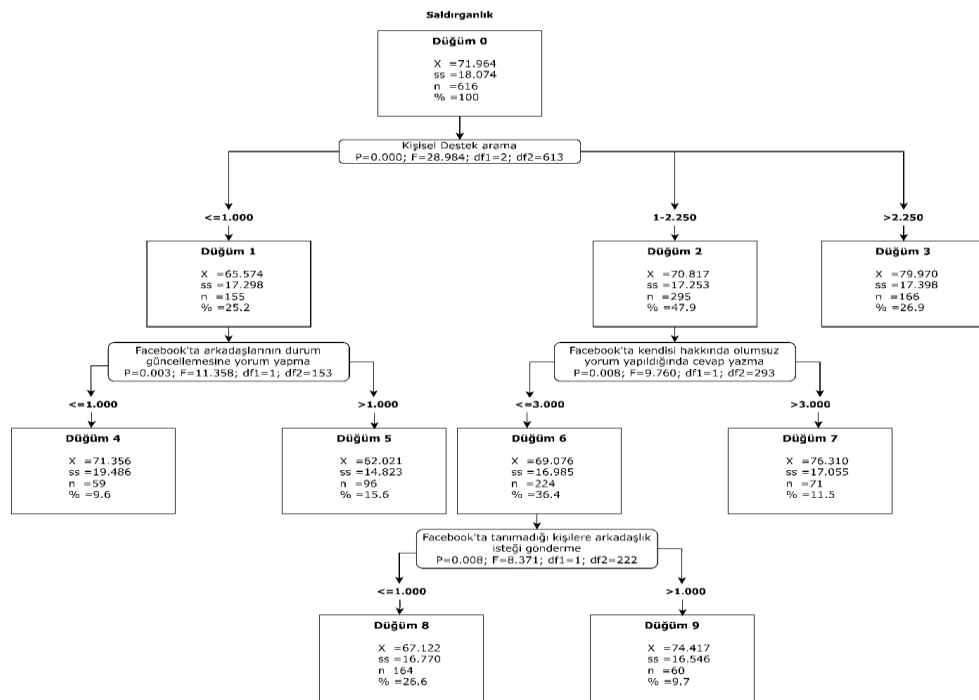 Saldırganlık
Düğüm 0
X =71.964
ss =18.074
n =616
% =100
Kişisel Destek arama
P=0.000; F=28.984; df1=2; df2=613
<=1.000
1-2.250
>2.250
Düğüm 1
X =65.574
ss =17.298
n =155
% =25.2
Düğüm 2
X =70.817
ss =17.253
n =295
% =47.9
Düğüm 3
X =79.970
ss =17.398
n =166
% =26.9
Facebook'ta arkadaşlarının durum
güncellemesine yorum yapma
P=0.003; F=11.358; df1=1; df2=153
Facebook'ta kendisi hakkında olumsuz
yorum yapıldığında cevap yazma
P=0.008; F=9.760; df1=1; df2=293
<=1.000
>1.000
<=3.000
>3.000
Düğüm 4
X =71.356
ss =19.486
n =59
% =9.6
Düğüm 5
X =62.021
ss =14.823
n =96
% =15.6
Düğüm 6
X =69.076
ss =16.985
n =224
% =36.4
Düğüm 7
X =76.310
ss =17.055
n =71
% =11.5
Facebook'ta tanımadığı kişilere arkadaşlık
isteği gönderme
P=0.008; F=8.371; df1=1; df2=222
<=1.000
>1.000
Düğüm 8
X =67.122
ss =16.770
n 164
% =26.6
Düğüm 9
X =74.417
ss =16.546
n =60
% =9.7